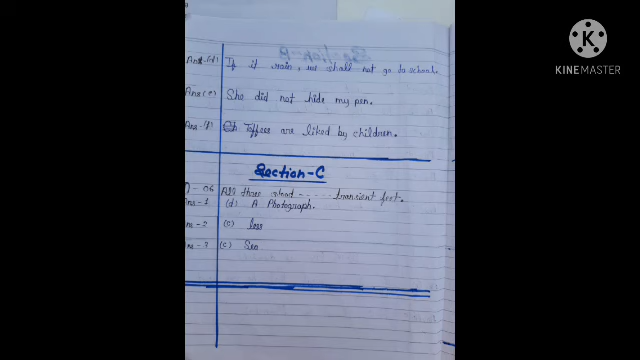 Ans-(d) If it rain, we shall not go to school.
Ans-(e) She did not hide my pen.
Ans-(f) Toffees are liked by children.
Section-C
06 All three stood ------ transient feet.
Ans-1 (d) A Photograph.
Ans-2 (c) loss
Ans-3 (c) Sea
K
KINEMASTER